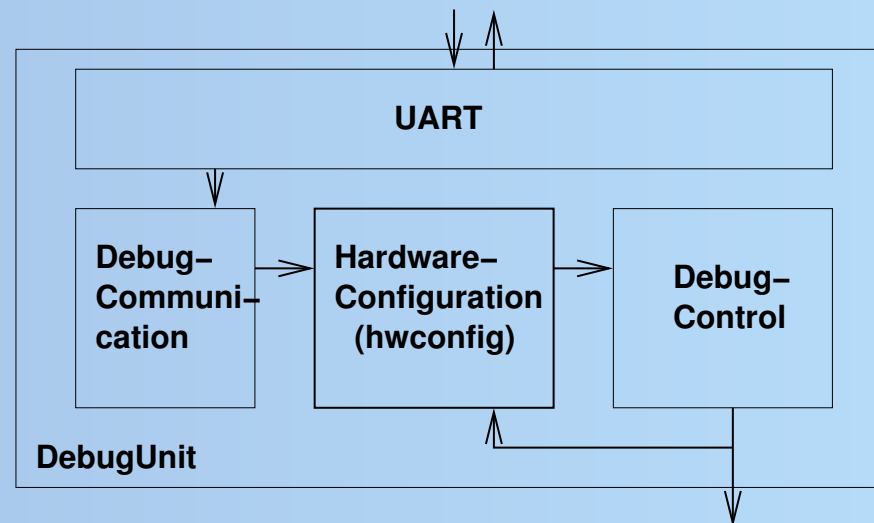 UART
Debug–
Communi–
cation
Hardware–
Configuration
(hwconfig)
Debug–
Control
DebugUnit